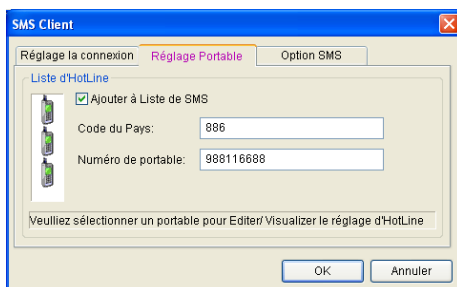 SMS Client
Réglage la connexion Réglage Portable Option SMS
Liste d'HotLine
Ajouter à Liste de SMS
Code du Pays: 886
Numéro de portable: 988116688
Veulliez sélectionner un portable pour Editer/ Visualizer le réglage d'HotLine
OK Annuler